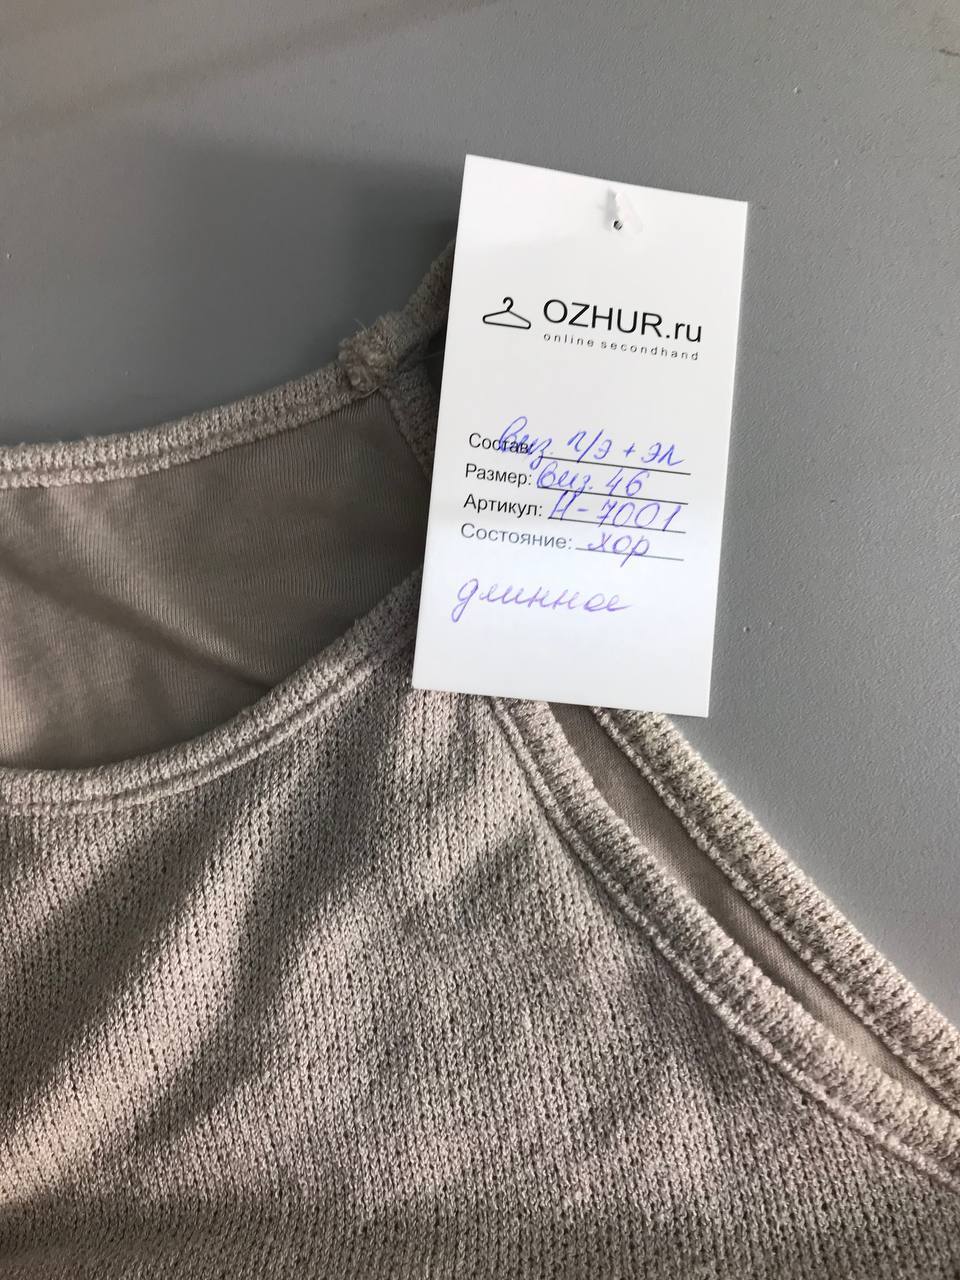 OZHUR.ru
online secondhand
Состав: виз. п/э + эл
Размер: виз. 46
Артикул: Н-7001
Состояние: хор
длинное